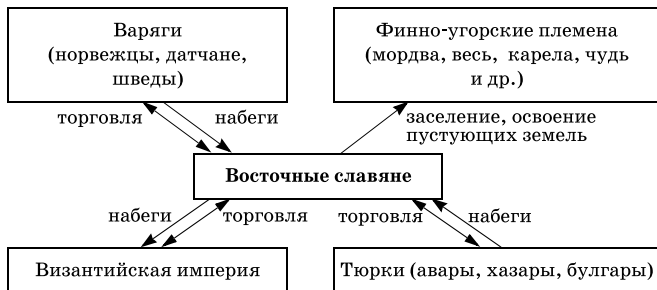 Варяги
(норвежцы, датчане,
шведы)
Финно-угорские племена
(мордва, весь, карела, чудь
и др.)
торговля
набеги
заселение, освоение
пустующих земель
Восточные славяне
набеги
торговля
торговля
набеги
Византийская империя
Тюрки (авары, хазары, булгары)